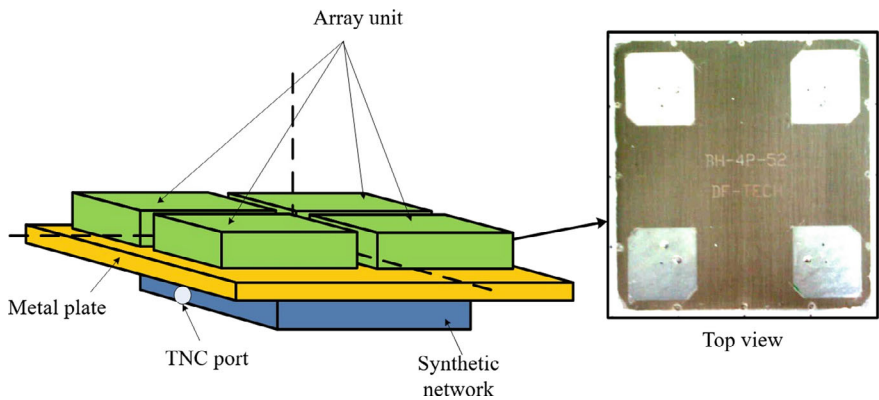 Array unit
BH-4P-52
DF-TECH
Metal plate
TNC port
Synthetic
network
Top view